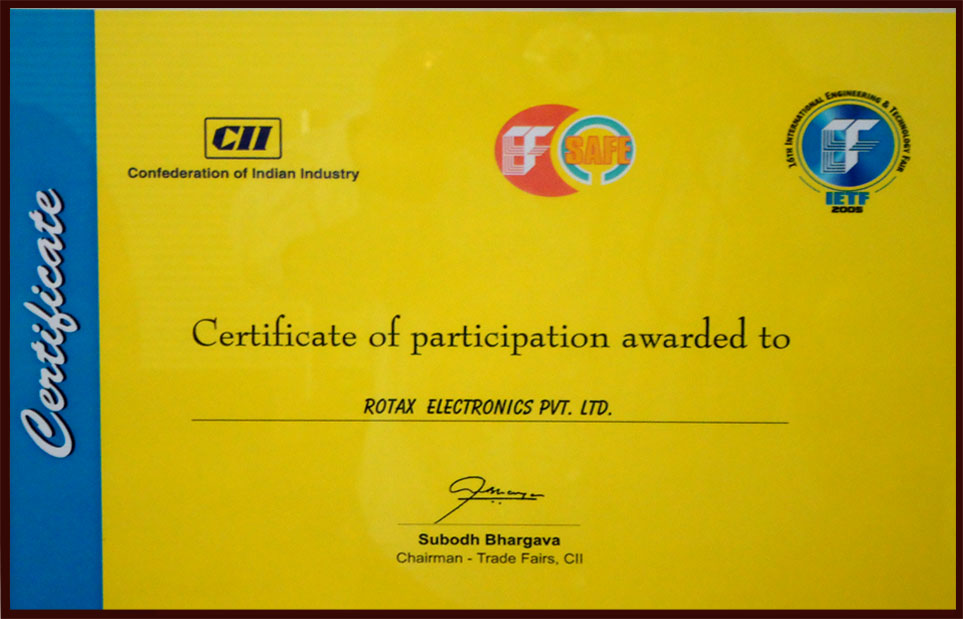 Certificate
CII
Confederation of Indian Industry
SAFE
16TH INTERNATIONAL ENGINEERING & TECHNOLOGY FAIR
IETF
2005
Certificate of participation awarded to
ROTAX ELECTRONICS PVT. LTD.
Subodh Bhargava
Chairman - Trade Fairs, CII